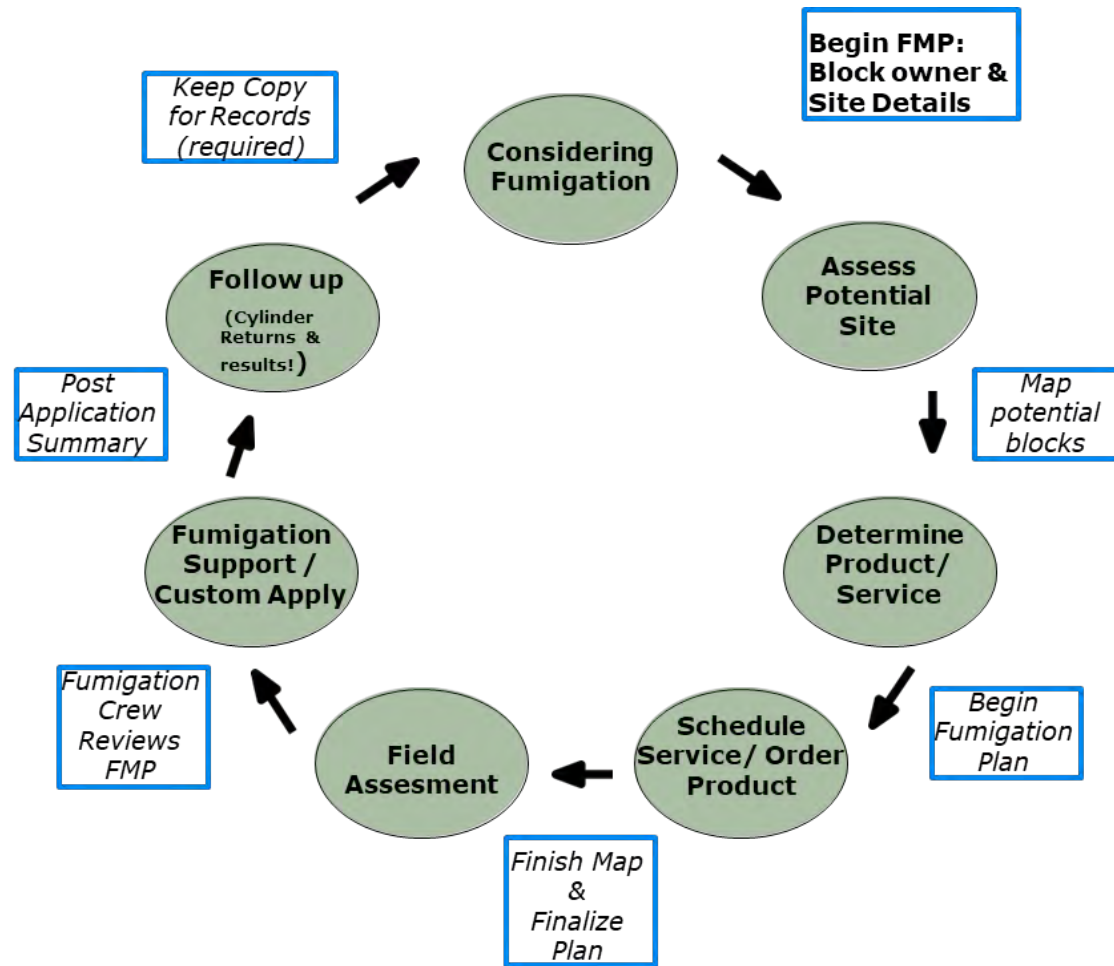 Begin FMP:
Block owner &
Site Details
Considering
Fumigation
Assess
Potential
Site
Map
potential
blocks
Determine
Product/
Service
Begin
Fumigation
Plan
Schedule
Service/ Order
Product
Finish Map
&
Finalize
Plan
Field
Assesment
Fumigation
Crew
Reviews
FMP
Fumigation
Support /
Custom Apply
Post
Application
Summary
Follow up
(Cylinder
Returns &
results!)
Keep Copy
for Records
(required)